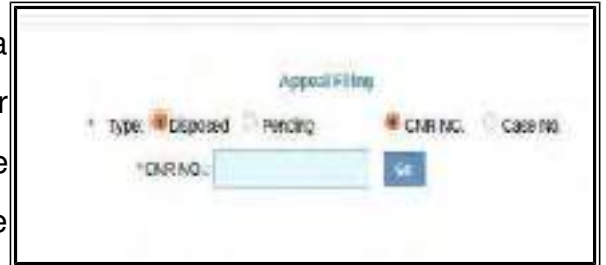 a
Appeal Filing
r
* Type: Disposed Pending CNR NO. Case No.
e
*CNR NO.: Go
e